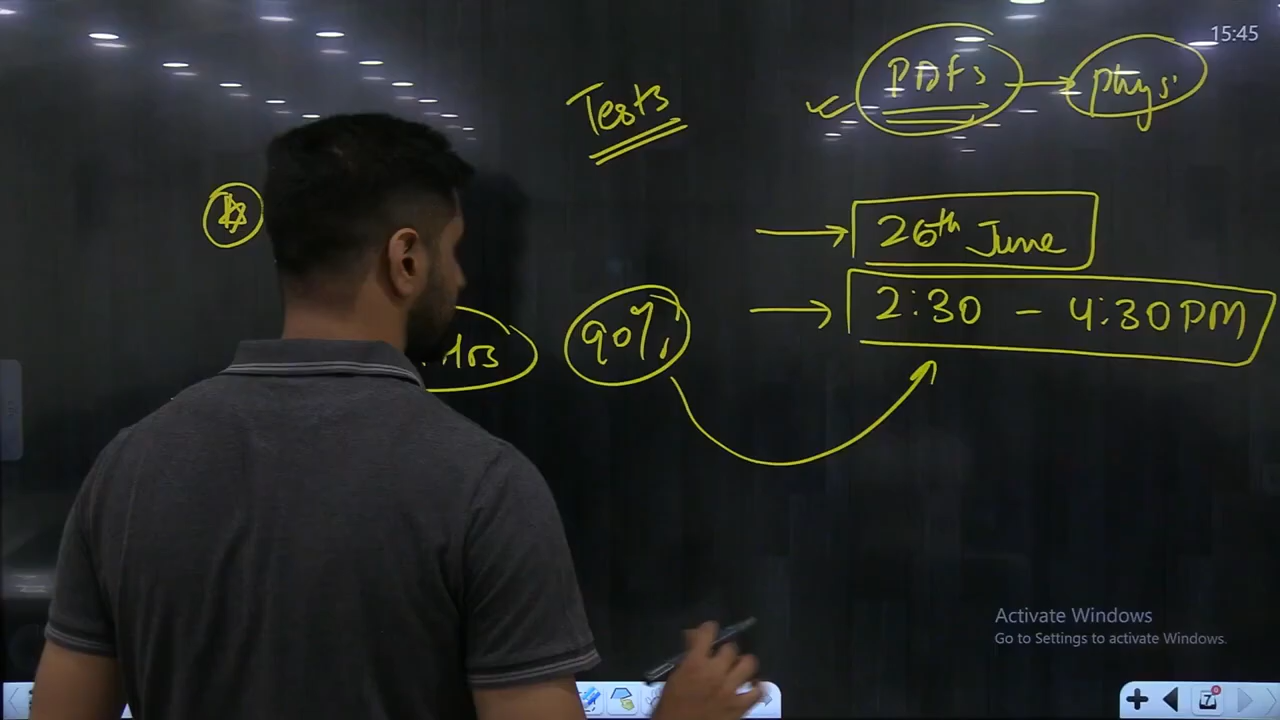 15:45
PDFs
phys.
Tests
26th June
2:30 - 4:30PM
90%
Hrs
Activate Windows
Go to Settings to activate Windows.